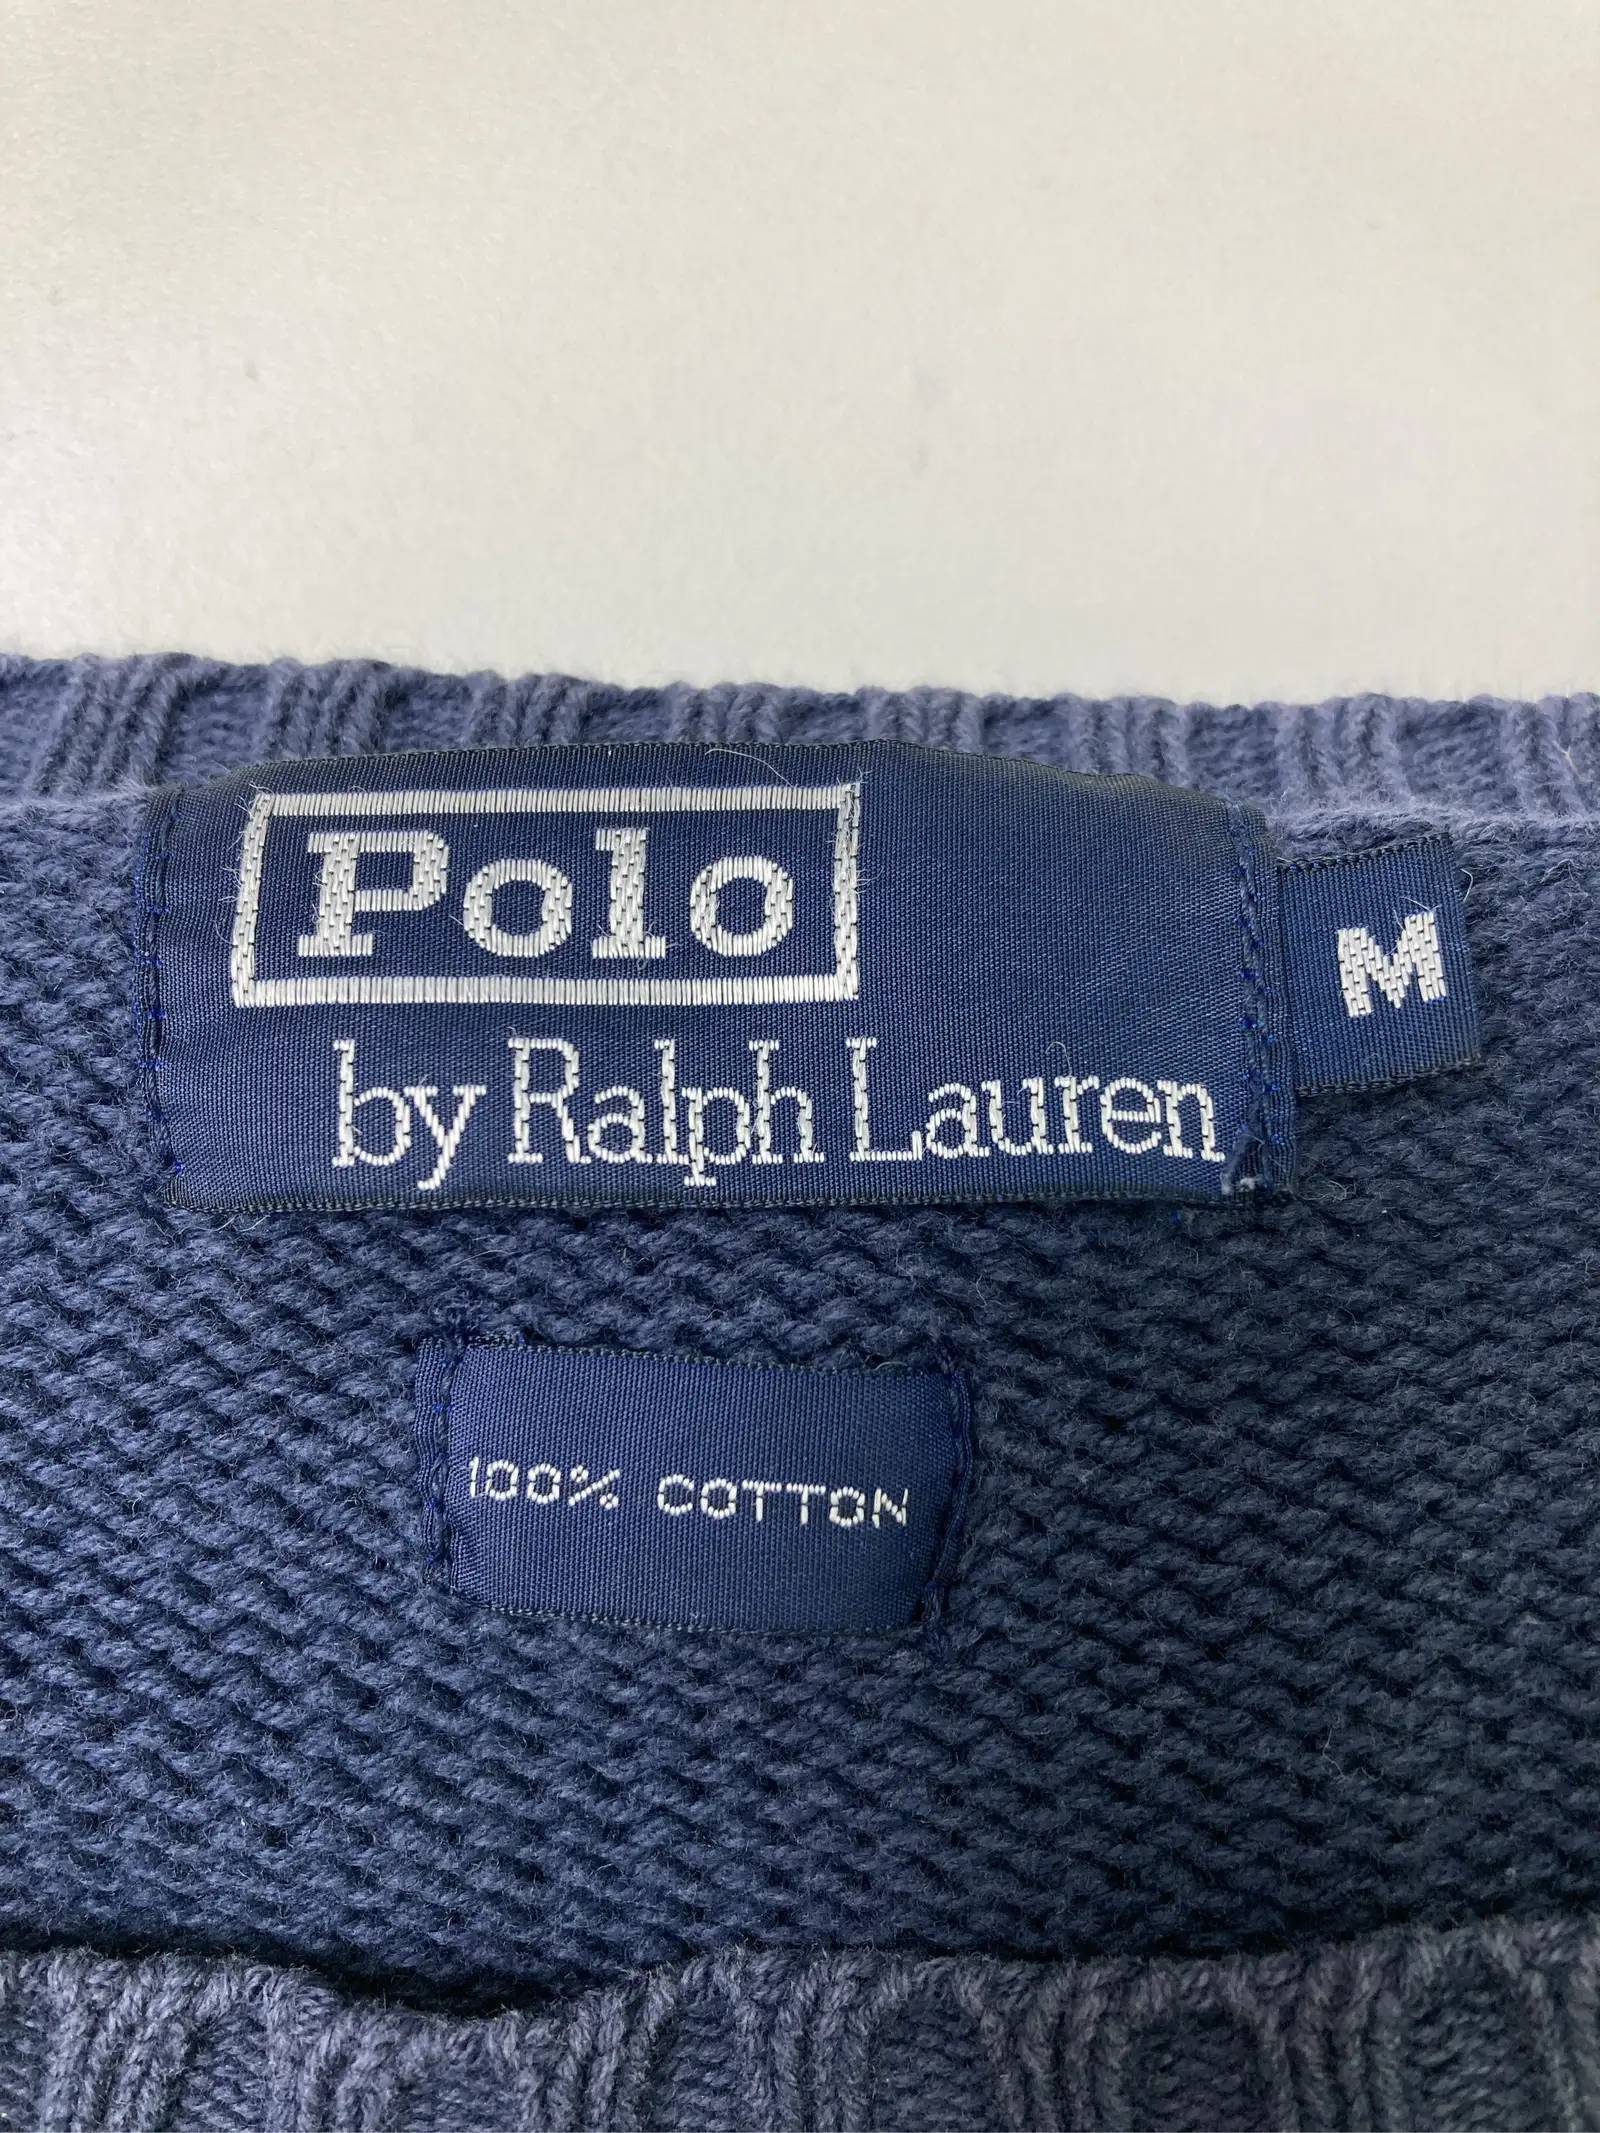 Polo
by Ralph Lauren
M
100% COTTON